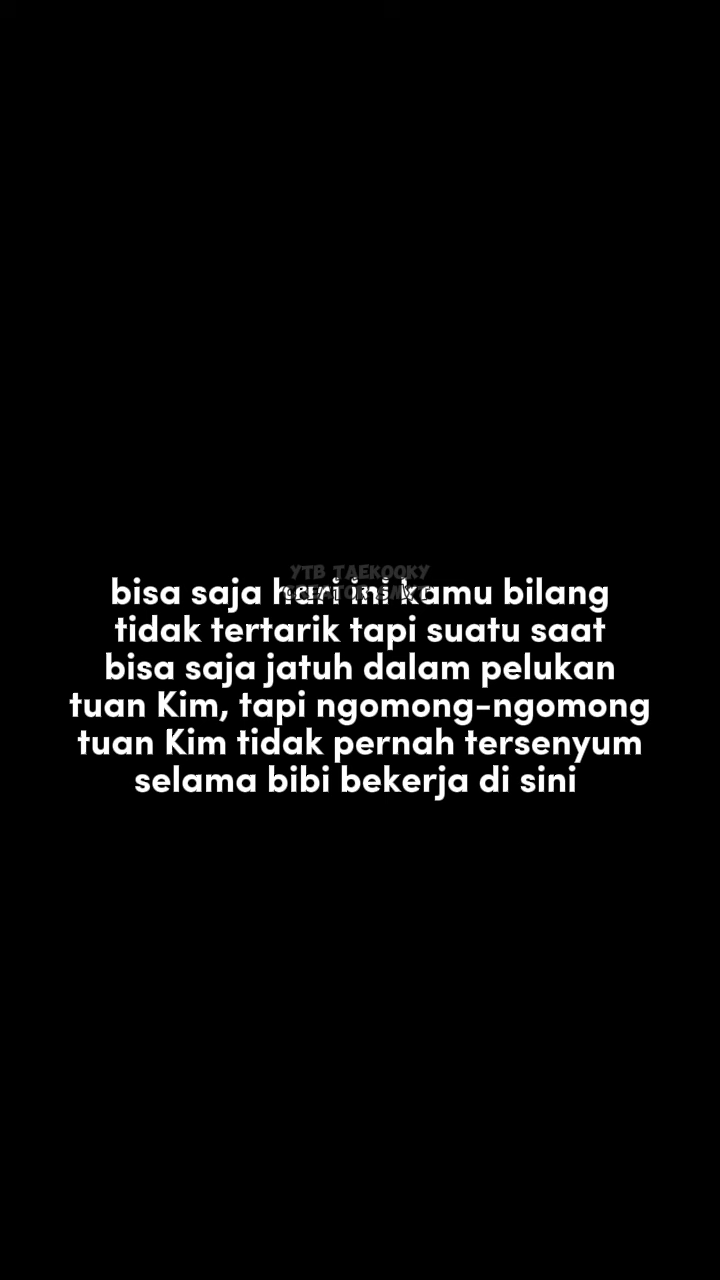 YTB TAEKOOKY
bisa saja hari ini kamu bilang
tidak tertarik tapi suatu saat
bisa saja jatuh dalam pelukan
tuan Kim, tapi ngomong-ngomong
tuan Kim tidak pernah tersenyum
selama bibi bekerja di sini